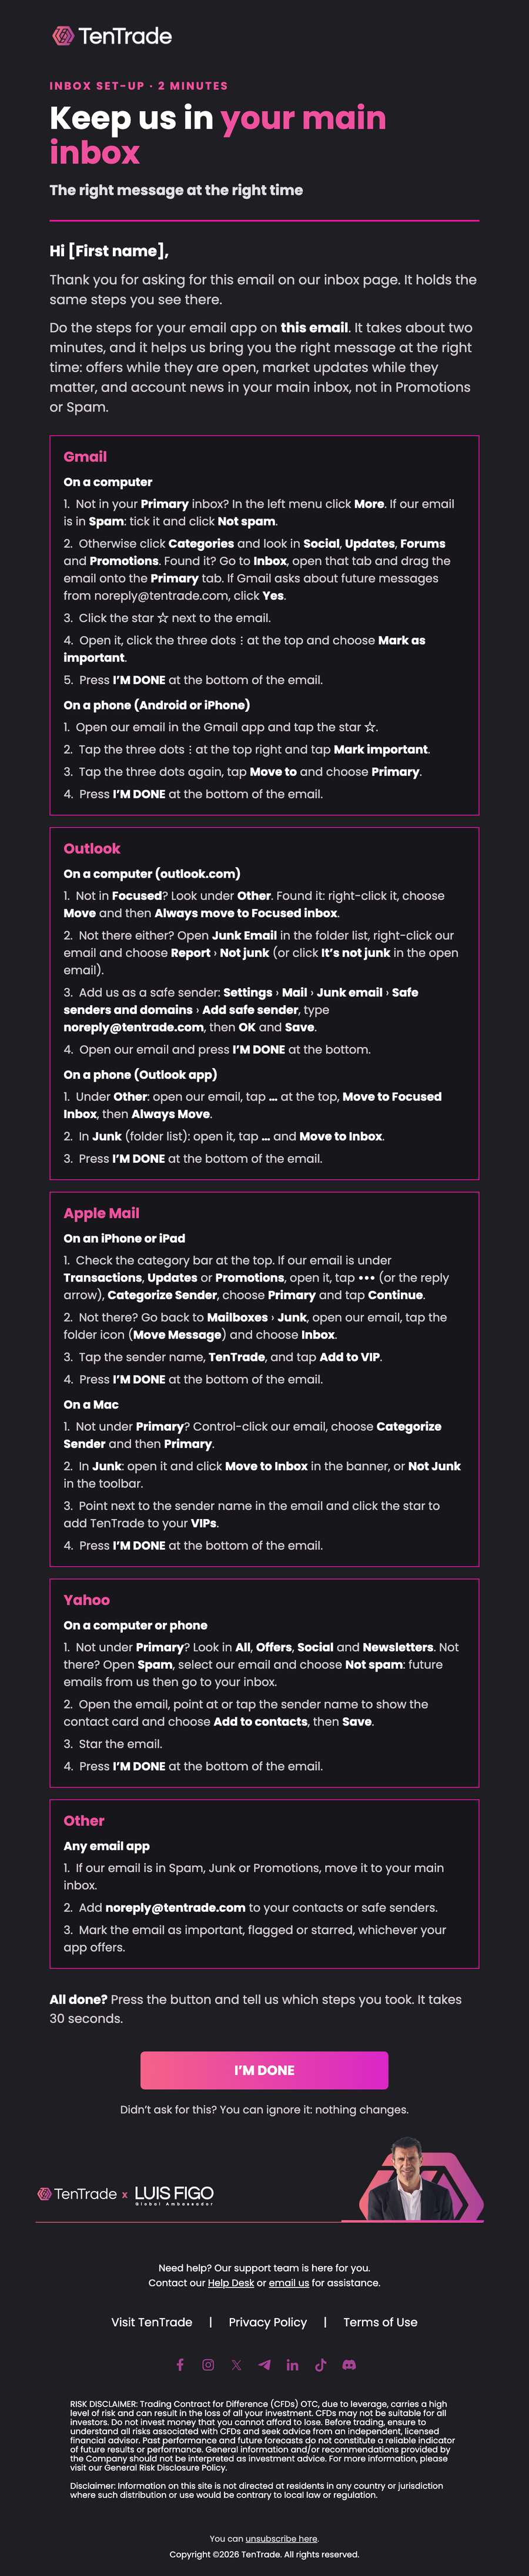 TenTrade
INBOX SET-UP · 2 MINUTES
Keep us in your main
inbox
The right message at the right time
Hi [First name],
Thank you for asking for this email on our inbox page. It holds the
same steps you see there.
Do the steps for your email app on this email. It takes about two
minutes, and it helps us bring you the right message at the right
time: offers while they are open, market updates while they
matter, and account news in your main inbox, not in Promotions
or Spam.
Gmail
On a computer
1. Not in your Primary inbox? In the left menu click More. If our email
is in Spam: tick it and click Not spam.
2. Otherwise click Categories and look in Social, Updates, Forums
and Promotions. Found it? Go to Inbox, open that tab and drag the
email onto the Primary tab. If Gmail asks about future messages
from noreply@tentrade.com, click Yes.
3. Click the star ☆ next to the email.
4. Open it, click the three dots ⋮ at the top and choose Mark as
important.
5. Press I’M DONE at the bottom of the email.
On a phone (Android or iPhone)
1. Open our email in the Gmail app and tap the star ☆.
2. Tap the three dots ⋮ at the top right and tap Mark important.
3. Tap the three dots again, tap Move to and choose Primary.
4. Press I’M DONE at the bottom of the email.
Outlook
On a computer (outlook.com)
1. Not in Focused? Look under Other. Found it: right-click it, choose
Move and then Always move to Focused inbox.
2. Not there either? Open Junk Email in the folder list, right-click our
email and choose Report › Not junk (or click It’s not junk in the open
email).
3. Add us as a safe sender: Settings › Mail › Junk email › Safe
senders and domains › Add safe sender, type
noreply@tentrade.com, then OK and Save.
4. Open our email and press I’M DONE at the bottom.
On a phone (Outlook app)
1. Under Other: open our email, tap ... at the top, Move to Focused
Inbox, then Always Move.
2. In Junk (folder list): open it, tap ... and Move to Inbox.
3. Press I’M DONE at the bottom of the email.
Apple Mail
On an iPhone or iPad
1. Check the category bar at the top. If our email is under
Transactions, Updates or Promotions, open it, tap ••• (or the reply
arrow), Categorize Sender, choose Primary and tap Continue.
2. Not there? Go back to Mailboxes › Junk, open our email, tap the
folder icon (Move Message) and choose Inbox.
3. Tap the sender name, TenTrade, and tap Add to VIP.
4. Press I’M DONE at the bottom of the email.
On a Mac
1. Not under Primary? Control-click our email, choose Categorize
Sender and then Primary.
2. In Junk: open it and click Move to Inbox in the banner, or Not Junk
in the toolbar.
3. Point next to the sender name in the email and click the star to
add TenTrade to your VIPs.
4. Press I’M DONE at the bottom of the email.
Yahoo
On a computer or phone
1. Not under Primary? Look in All, Offers, Social and Newsletters. Not
there? Open Spam, select our email and choose Not spam: future
emails from us then go to your inbox.
2. Open the email, point at or tap the sender name to show the
contact card and choose Add to contacts, then Save.
3. Star the email.
4. Press I’M DONE at the bottom of the email.
Other
Any email app
1. If our email is in Spam, Junk or Promotions, move it to your main
inbox.
2. Add noreply@tentrade.com to your contacts or safe senders.
3. Mark the email as important, flagged or starred, whichever your
app offers.
All done? Press the button and tell us which steps you took. It takes
30 seconds.
I’M DONE
Didn’t ask for this? You can ignore it: nothing changes.
TenTrade x LUIS FIGO
Global Ambassador
Need help? Our support team is here for you.
Contact our Help Desk or email us for assistance.
Visit TenTrade | Privacy Policy | Terms of Use
RISK DISCLAIMER: Trading Contract for Difference (CFDs) OTC, due to leverage, carries a high
level of risk and can result in the loss of all your investment. CFDs may not be suitable for all
investors. Do not invest money that you cannot afford to lose. Before trading, ensure to
understand all risks associated with CFDs and seek advice from an independent, licensed
financial advisor. Past performance and future forecasts do not constitute a reliable indicator
of future results or performance. General information and/or recommendations provided by
the Company should not be interpreted as investment advice. For more information, please
visit our General Risk Disclosure Policy.
Disclaimer: Information on this site is not directed at residents in any country or jurisdiction
where such distribution or use would be contrary to local law or regulation.
You can unsubscribe here.
Copyright ©2026 TenTrade. All rights reserved.